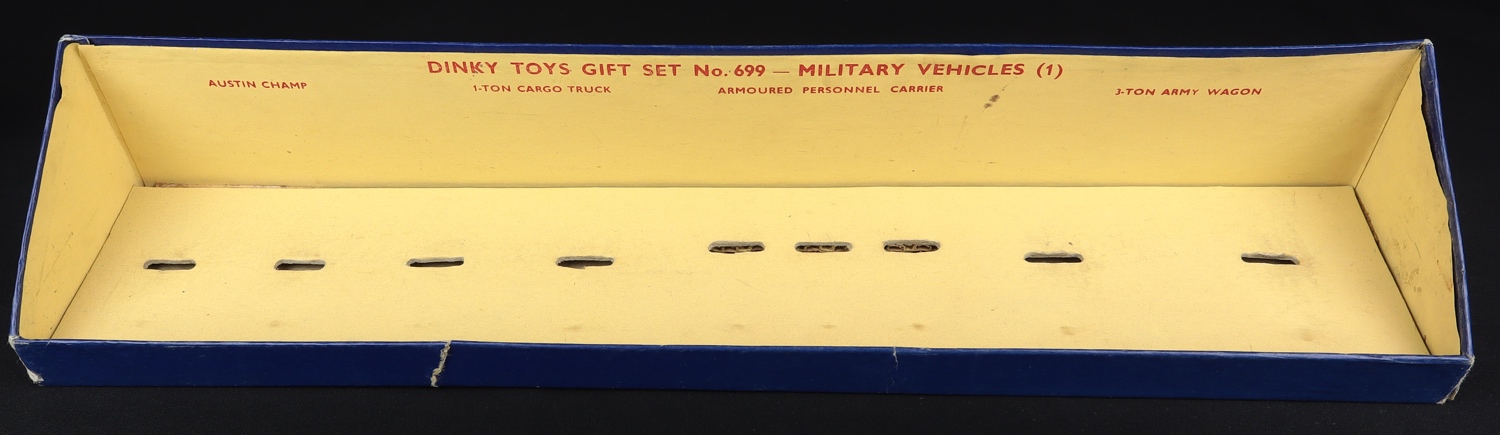 DINKY TOYS GIFT SET No. 699 — MILITARY VEHICLES (1)
AUSTIN CHAMP 1-TON CARGO TRUCK ARMOURED PERSONNEL CARRIER 3-TON ARMY WAGON